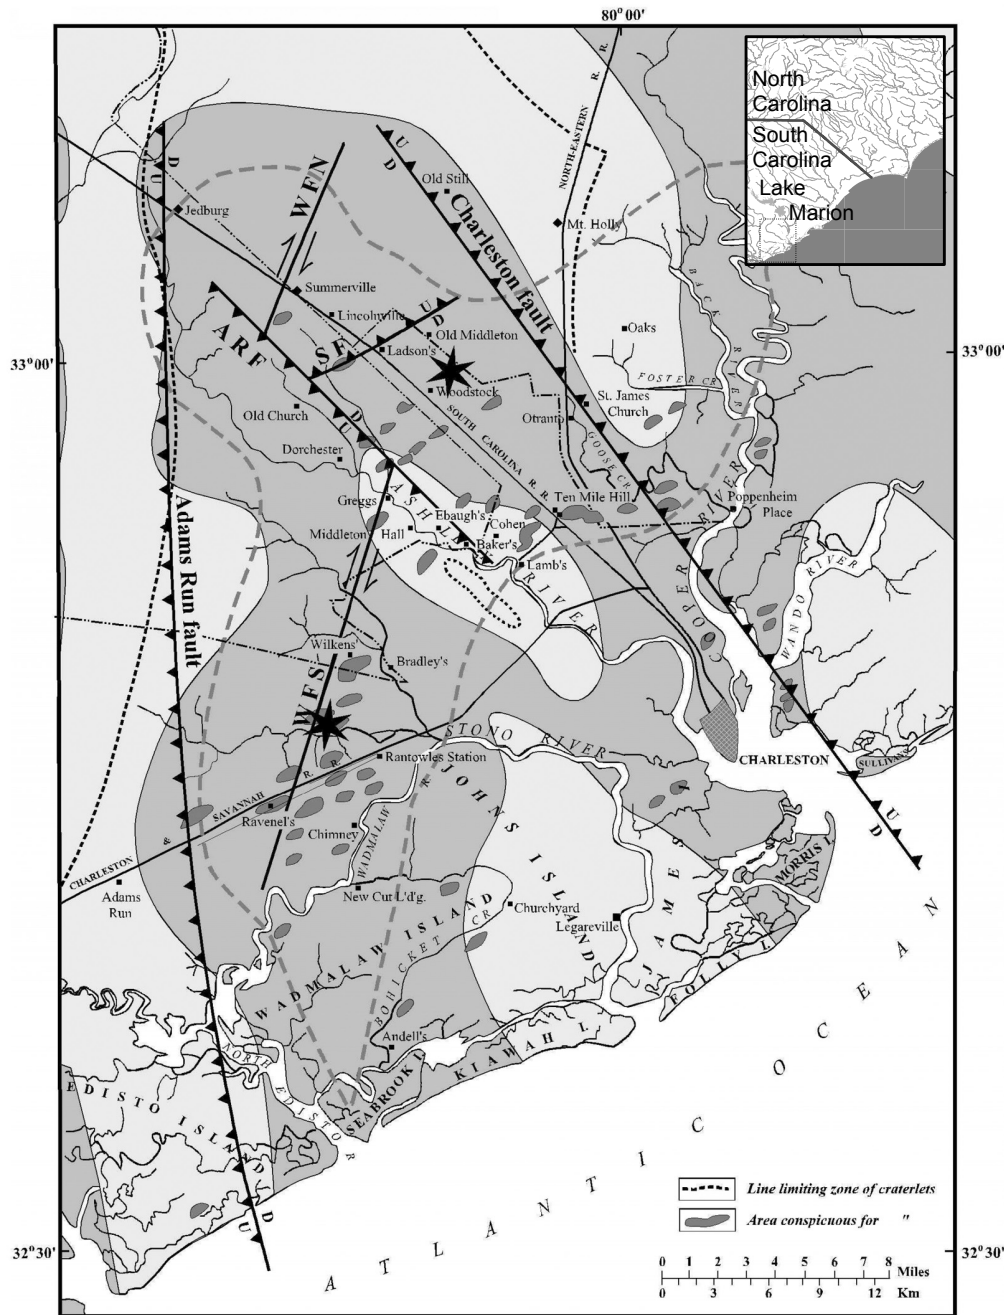 80° 00'
North
Carolina
South
Carolina
Lake
Marion
NORTH-EASTERN R. R.
WFN
U
D
Old Still
Charleston fault
D
U
Jedburg
Mt. Holly
BACK RIVER
Summerville
Lincolnville
U
D
Old Middleton
Oaks
ARF
SF
Ladson's
33° 00'
33° 00'
Woodstock
FOSTER CR
Old Church
D
U
SOUTH CAROLINA R. R.
St. James
Church
Otranto
GOOSE CR
Dorchester
Greggs
ASHLEY RIVER
Ten Mile Hill
Poppenheim
Place
Ebaugh's
Cohen
Middleton
Hall
Baker's
Lamb's
COOPER RIVER
WANDO RIVER
Adams Run fault
Wilkens'
Bradley's
WFS
STONO RIVER
Rantowles Station
CHARLESTON
SULLIVANS
CHARLESTON & SAVANNAH R. R.
Ravenel's
Chimney
WADMALAW R
JOHNS ISLAND
JAMES I
U
D
MORRIS I.
Adams
Run
New Cut L'd'g.
Churchyard
Legareville
WADMALAW ISLAND
BOHICKET CR
FOLLY I.
Andell's
KIAWAH I.
SEABROOK I.
NORTH EDISTO R
EDISTO ISLAND
D
U
ATLANTIC OCEAN
Line limiting zone of craterlets
Area conspicuous for "
32° 30'
32° 30'
0 1 2 3 4 5 6 7 8
Miles
0 3 6 9 12 Km